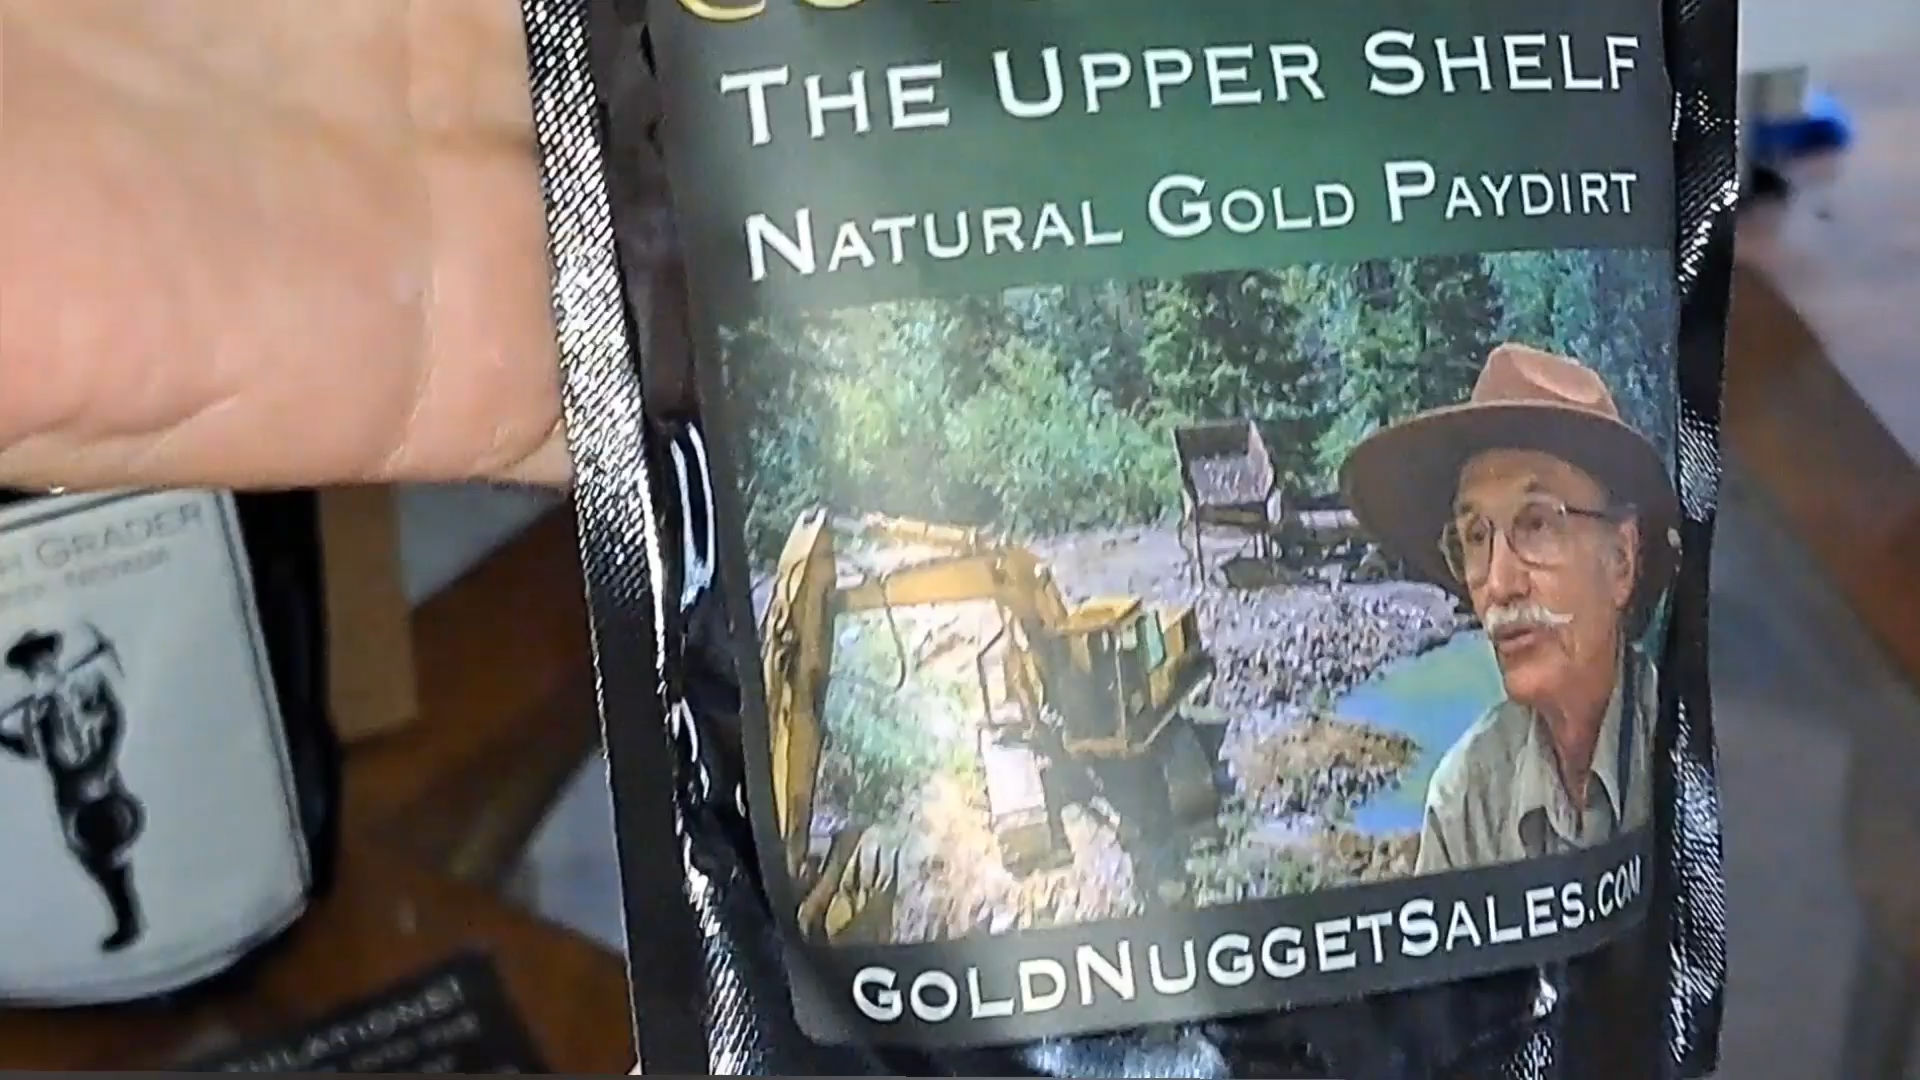 THE UPPER SHELF
NATURAL GOLD PAYDIRT
GOLDNUGGETSALES.COM
GRADER